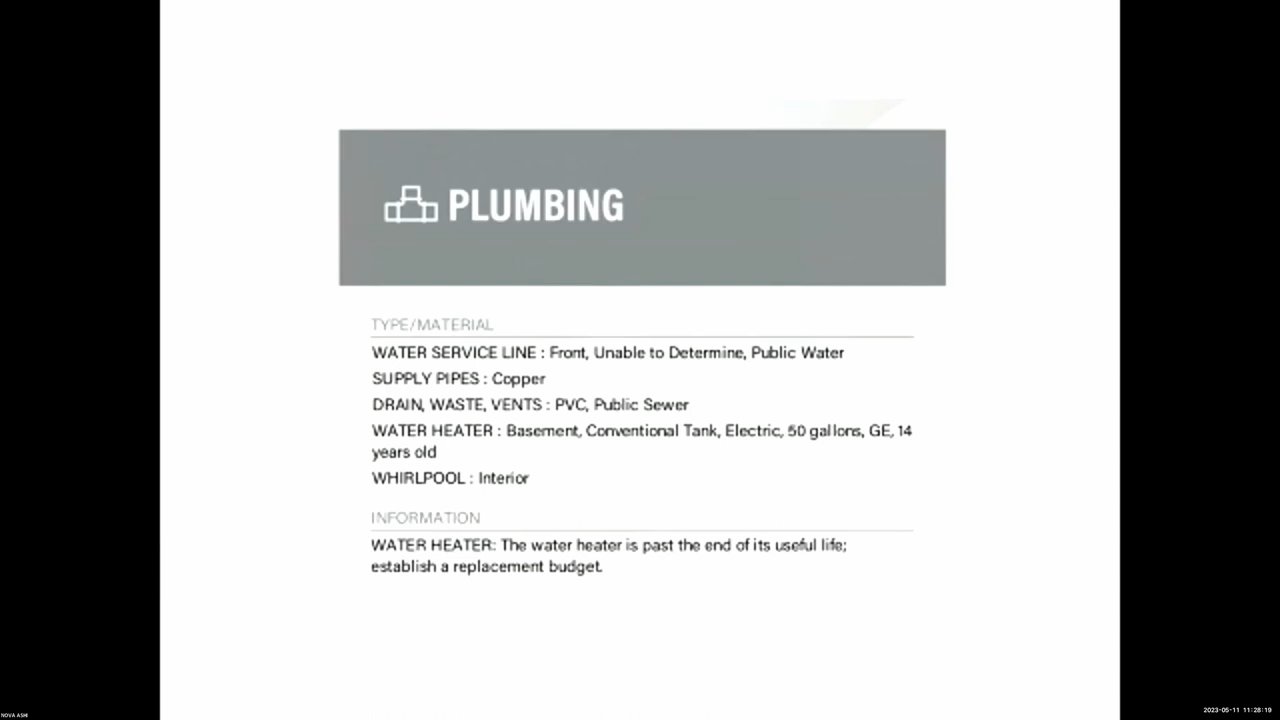 PLUMBING
TYPE/MATERIAL
WATER SERVICE LINE : Front, Unable to Determine, Public Water
SUPPLY PIPES : Copper
DRAIN, WASTE, VENTS : PVC, Public Sewer
WATER HEATER : Basement, Conventional Tank, Electric, 50 gallons, GE, 14
years old
WHIRLPOOL : Interior
INFORMATION
WATER HEATER: The water heater is past the end of its useful life;
establish a replacement budget.
NOVA ASHI
2023-05-11 11:28:19